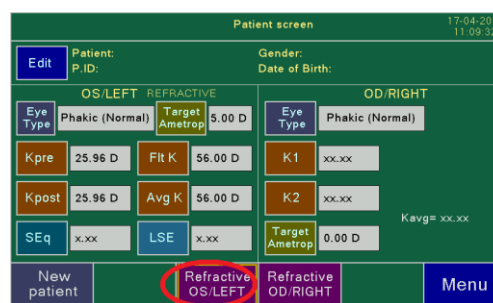 Patient screen
17-04-20
11:09:32
Edit
Patient:
P.ID:
Gender:
Date of Birth:
OS/LEFT REFRACTIVE
Eye Type
Phakic (Normal)
Target Ametrop
5.00 D
Kpre
25.96 D
Flt K
56.00 D
Kpost
25.96 D
Avg K
56.00 D
SEq
x.xx
LSE
x.xx
OD/RIGHT
Eye Type
Phakic (Normal)
K1
xx.xx
K2
xx.xx
Kavg= xx.xx
Target Ametrop
0.00 D
New patient
Refractive OS/LEFT
Refractive OD/RIGHT
Menu